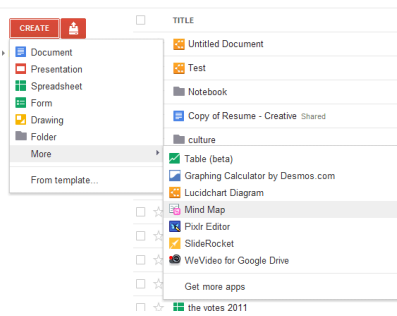 CREATE
TITLE
Untitled Document
Test
Notebook
Copy of Resume - Creative Shared
culture
Document
Presentation
Spreadsheet
Form
Drawing
Folder
More
From template...
Table (beta)
Graphing Calculator by Desmos.com
Lucidchart Diagram
Mind Map
Pixlr Editor
SlideRocket
WeVideo for Google Drive
Get more apps
the votes 2011